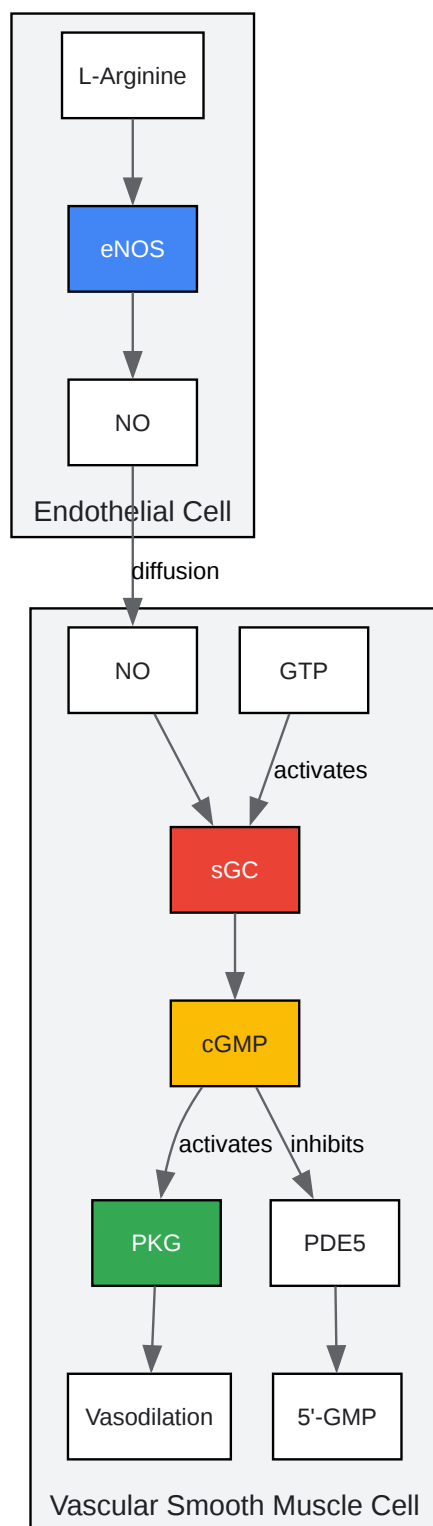 L-Arginine
eNOS
NO
Endothelial Cell
diffusion
NO
GTP
activates
sGC
cGMP
activates
inhibits
PKG
PDE5
Vasodilation
5'-GMP
Vascular Smooth Muscle Cell